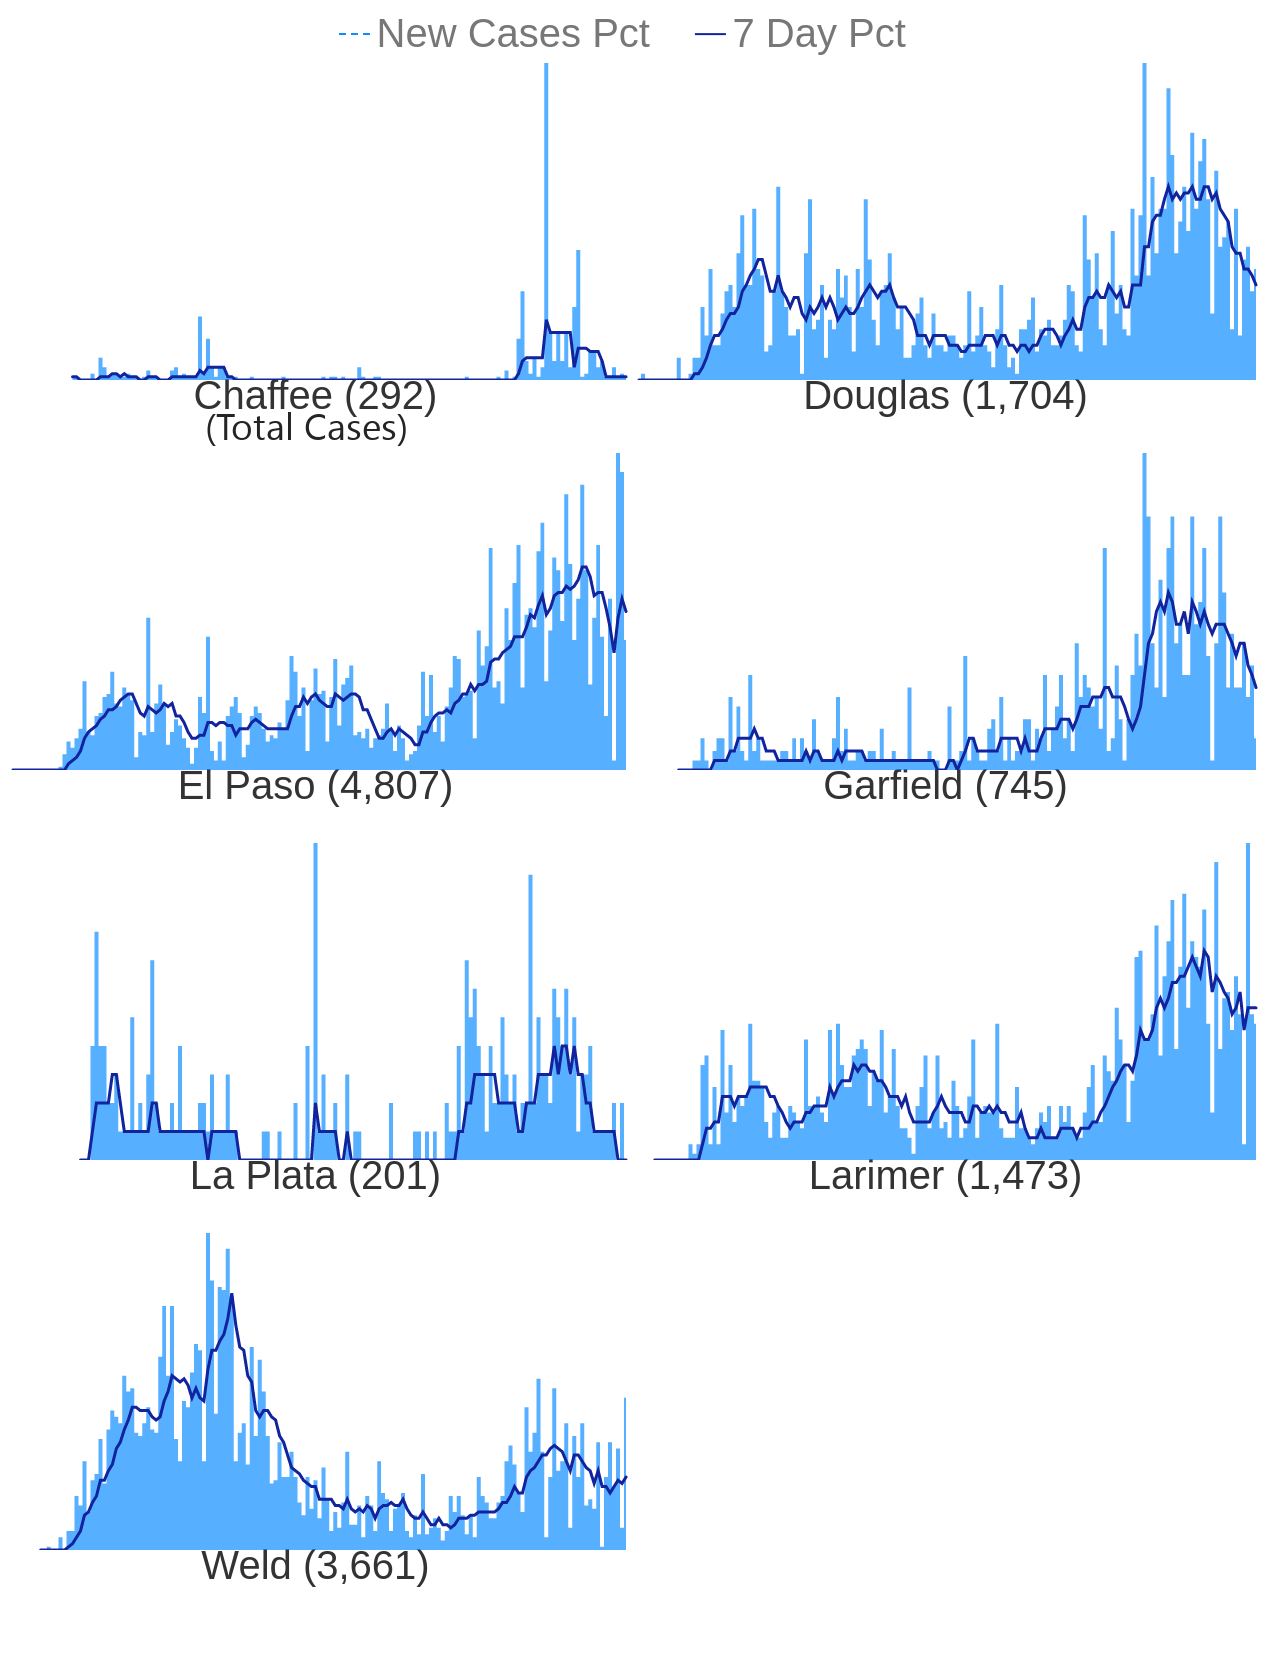 New Cases Pct 7 Day Pct
Chaffee (292) Douglas (1,704)
(Total Cases)
El Paso (4,807) Garfield (745)
La Plata (201) Larimer (1,473)
Weld (3,661)